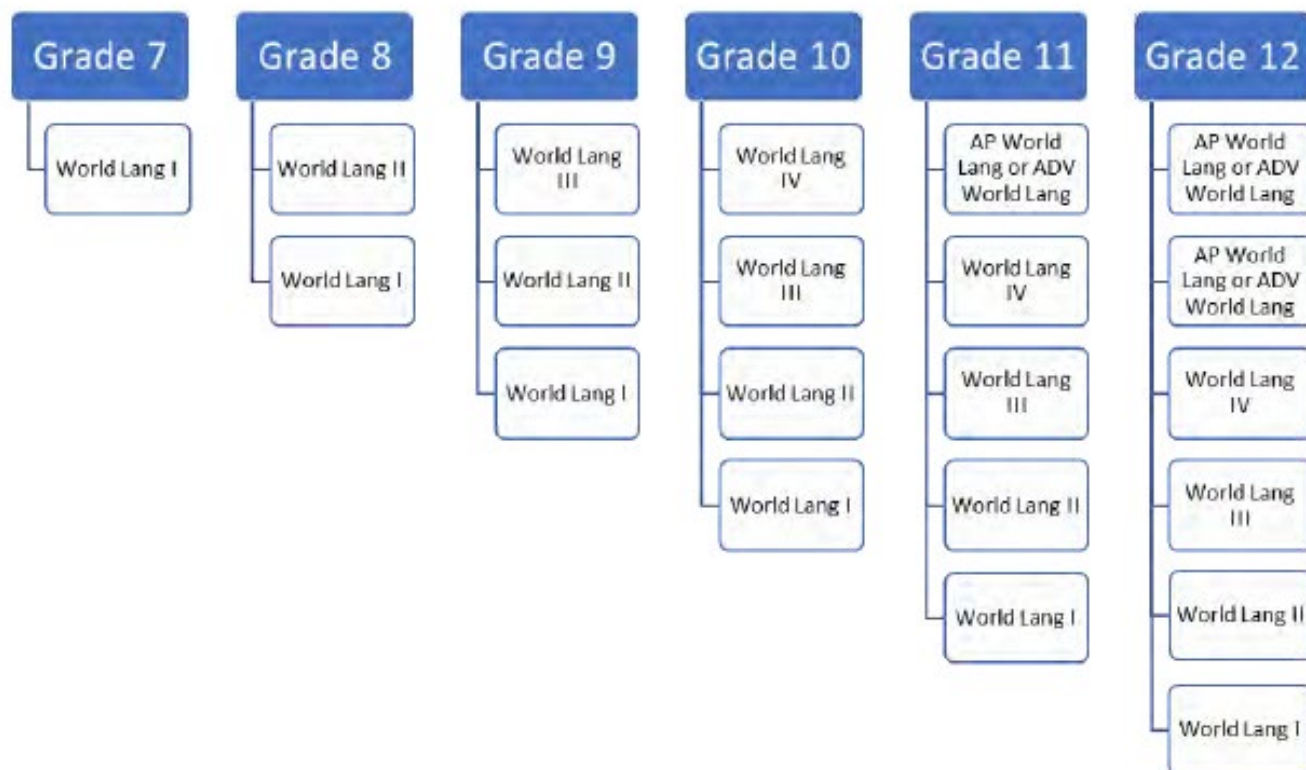 Grade 7
World Lang I
Grade 8
World Lang II
World Lang I
Grade 9
World Lang
III
World Lang II
World Lang I
Grade 10
World Lang
IV
World Lang
III
World Lang II
World Lang I
Grade 11
AP World
Lang or ADV
World Lang
World Lang
IV
World Lang
III
World Lang II
World Lang I
Grade 12
AP World
Lang or ADV
World Lang
AP World
Lang or ADV
World Lang
World Lang
IV
World Lang
III
World Lang II
World Lang I